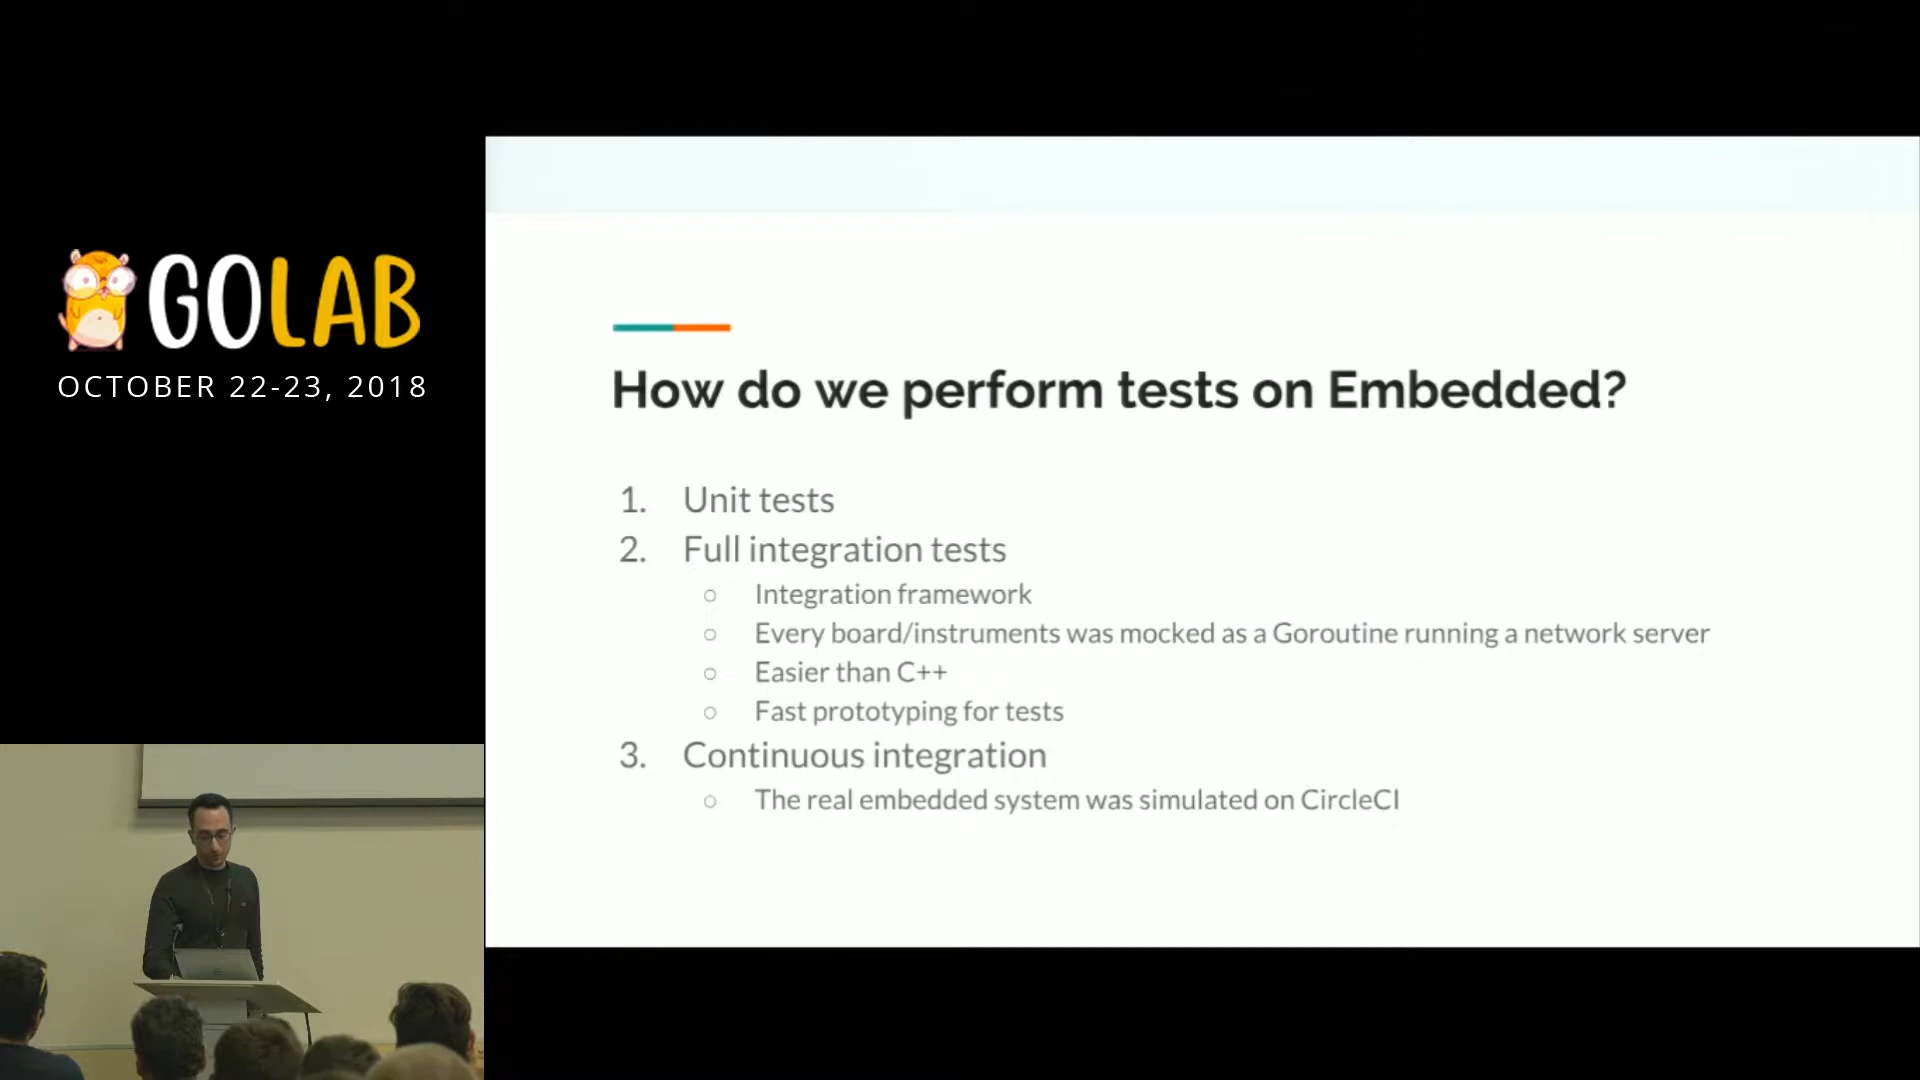 GOLAB
OCTOBER 22-23, 2018
How do we perform tests on Embedded?
1. Unit tests
2. Full integration tests
○ Integration framework
○ Every board/instruments was mocked as a Goroutine running a network server
○ Easier than C++
○ Fast prototyping for tests
3. Continuous integration
○ The real embedded system was simulated on CircleCI